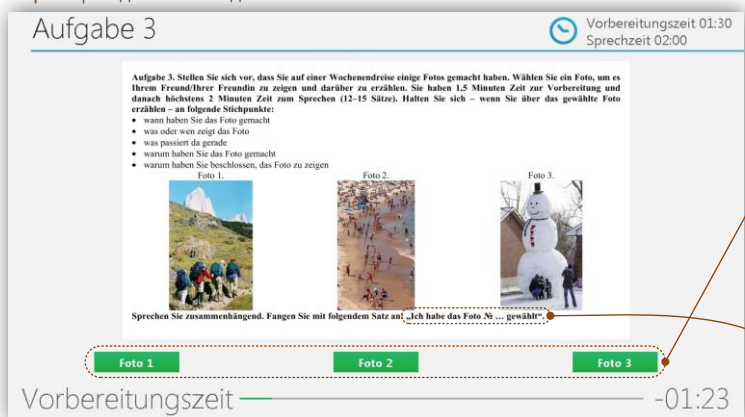 Aufgabe 3
Vorbereitungszeit 01:30
Sprechzeit 02:00
Aufgabe 3. Stellen Sie sich vor, dass Sie auf einer Wochenendreise einige Fotos gemacht haben. Wählen Sie ein Foto, um es
Ihrem Freund/Ihrer Freundin zu zeigen und darüber zu erzählen. Sie haben 1,5 Minuten Zeit zur Vorbereitung und
danach höchstens 2 Minuten Zeit zum Sprechen (12–15 Sätze). Halten Sie sich – wenn Sie über das gewählte Foto
erzählen – an folgende Stichpunkte:
• wann haben Sie das Foto gemacht
• was oder wen zeigt das Foto
• was passiert da gerade
• warum haben Sie das Foto gemacht
• warum haben Sie beschlossen, das Foto zu zeigen
Foto 1. Foto 2. Foto 3.
Sprechen Sie zusammenhängend. Fangen Sie mit folgendem Satz an: „Ich habe das Foto № ... gewählt“.
Foto 1 Foto 2 Foto 3
Vorbereitungszeit -01:23